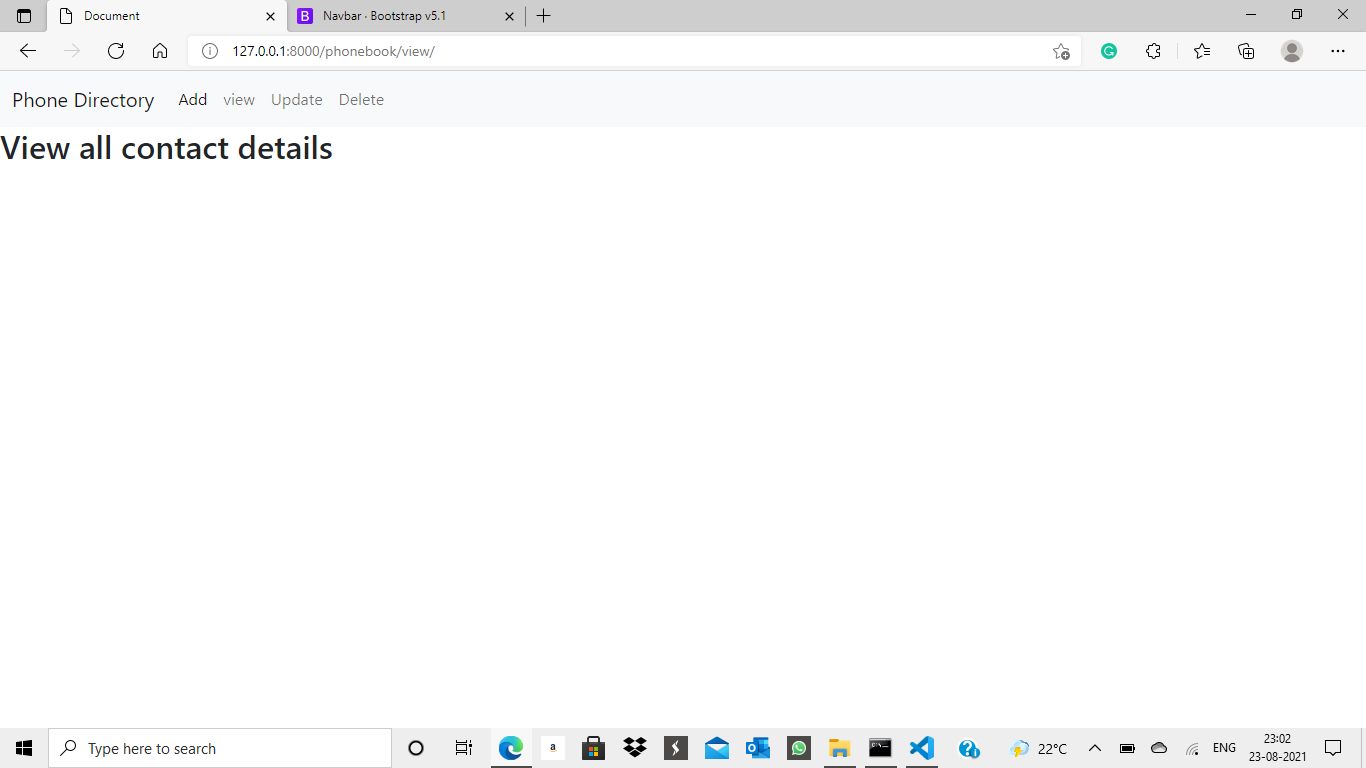 Document
B Navbar · Bootstrap v5.1
127.0.0.1:8000/phonebook/view/
Phone Directory Add view Update Delete
View all contact details
Type here to search
a
22°C
ENG
23:02
23-08-2021